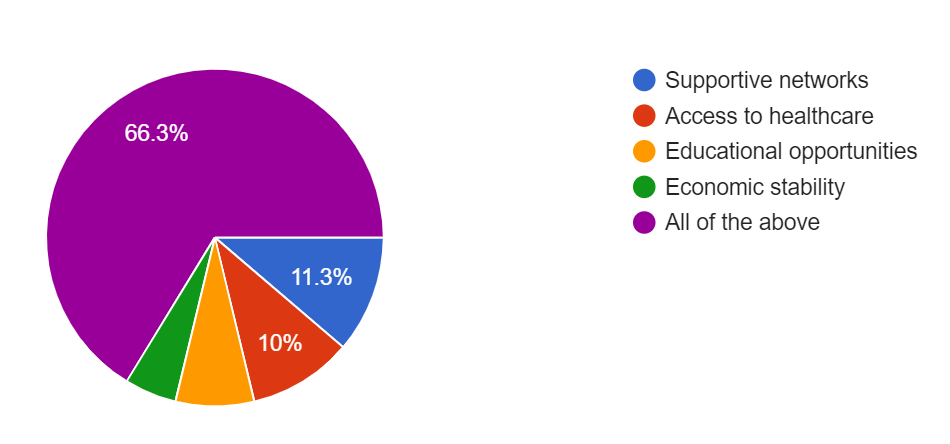 66.3%
11.3%
10%
Supportive networks
Access to healthcare
Educational opportunities
Economic stability
All of the above